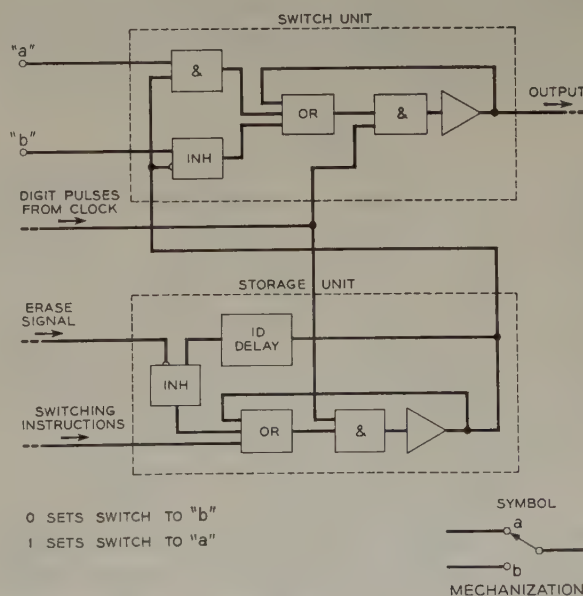 SWITCH UNIT
"a"
&
OR
&
OUTPUT
"b"
INH
DIGIT PULSES
FROM CLOCK
STORAGE UNIT
ERASE
SIGNAL
1D
DELAY
INH
SWITCHING
INSTRUCTIONS
OR
&
0 SETS SWITCH TO "b"
1 SETS SWITCH TO "a"
SYMBOL
a
b
MECHANIZATION